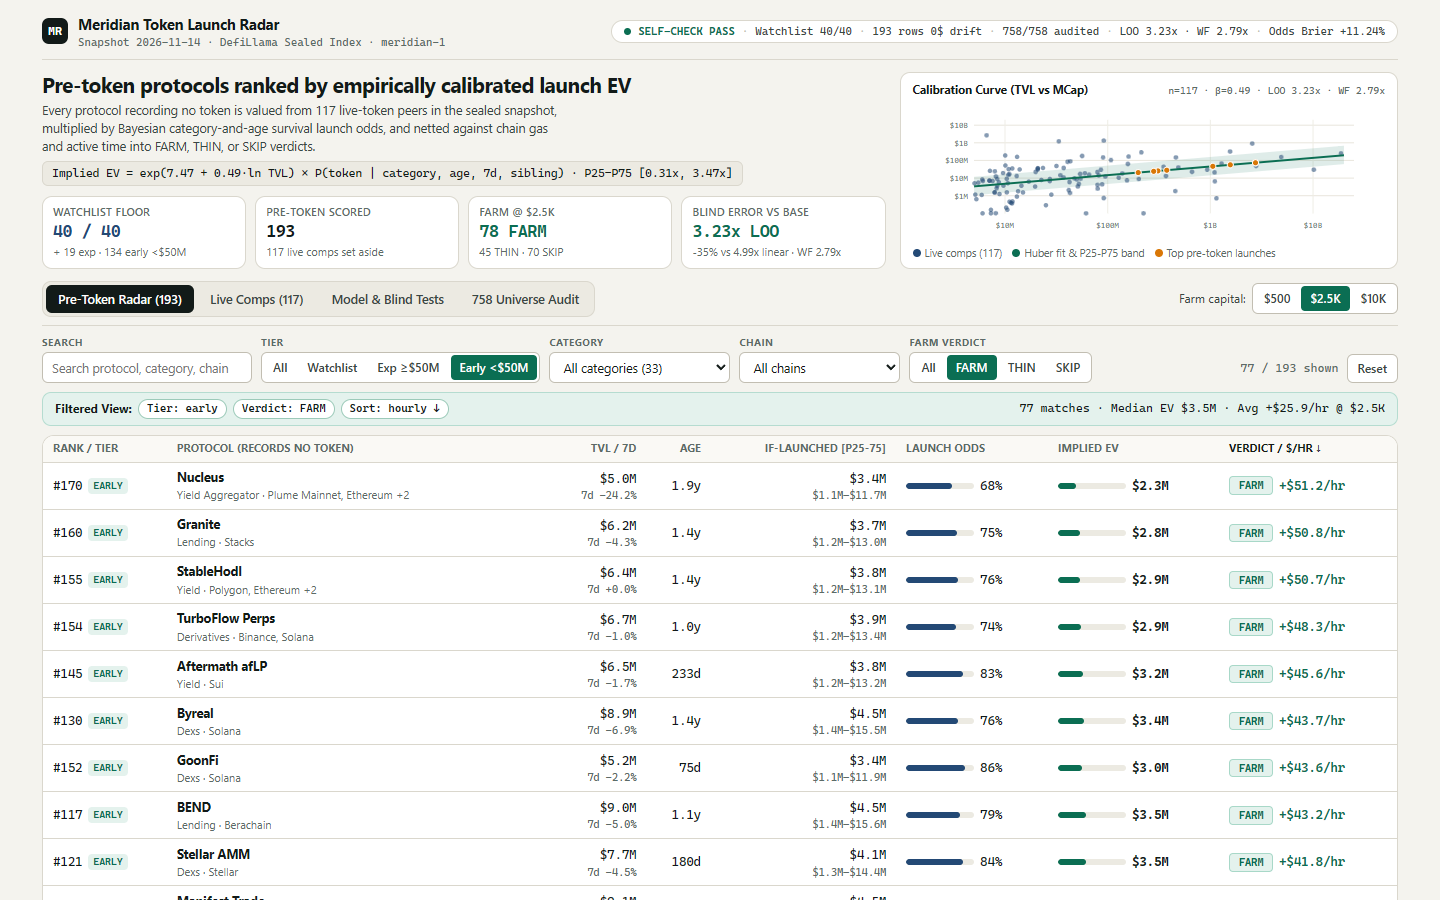 MR
Meridian Token Launch Radar
Snapshot 2026-11-14 · DefiLlama Sealed Index · meridian-1
SELF-CHECK PASS · Watchlist 40/40 · 193 rows 0$ drift · 758/758 audited · LOO 3.23x · WF 2.79x · Odds Brier +11.24%
Pre-token protocols ranked by empirically calibrated launch EV
Every protocol recording no token is valued from 117 live-token peers in the sealed snapshot,
multiplied by Bayesian category-and-age survival launch odds, and netted against chain gas
and active time into FARM, THIN, or SKIP verdicts.
Implied EV = exp(7.47 + 0.49·ln TVL) × P(token | category, age, 7d, sibling) · P25–P75 [0.31x, 3.47x]
WATCHLIST FLOOR
40 / 40
+ 19 exp · 134 early <$50M
PRE-TOKEN SCORED
193
117 live comps set aside
FARM @ $2.5K
78 FARM
45 THIN · 70 SKIP
BLIND ERROR VS BASE
3.23x LOO
-35% vs 4.99x linear · WF 2.79x
Calibration Curve (TVL vs MCap)
n=117 · β=0.49 · LOO 3.23x · WF 2.79x
$10B
$1B
$100M
$10M
$1M
$10M
$100M
$1B
$10B
Live comps (117)
Huber fit & P25-P75 band
Top pre-token launches
Pre-Token Radar (193)
Live Comps (117)
Model & Blind Tests
758 Universe Audit
Farm capital:
$500
$2.5K
$10K
SEARCH
TIER
CATEGORY
CHAIN
FARM VERDICT
Search protocol, category, chain
All
Watchlist
Exp ≥$50M
Early <$50M
All categories (33)
All chains
All
FARM
THIN
SKIP
77 / 193 shown
Reset
Filtered View:
Tier: early
Verdict: FARM
Sort: hourly ↓
77 matches · Median EV $3.5M · Avg +$25.9/hr @ $2.5K
RANK / TIER
PROTOCOL (RECORDS NO TOKEN)
TVL / 7D
AGE
IF-LAUNCHED [P25-75]
LAUNCH ODDS
IMPLIED EV
VERDICT / $/HR ↓
#170 EARLY
Nucleus
Yield Aggregator · Plume Mainnet, Ethereum +2
$5.0M
7d −24.2%
1.9y
$3.4M
$1.1M–$11.7M
68%
$2.3M
FARM +$51.2/hr
#160 EARLY
Granite
Lending · Stacks
$6.2M
7d −4.3%
1.4y
$3.7M
$1.2M–$13.0M
75%
$2.8M
FARM +$50.8/hr
#155 EARLY
StableHodl
Yield · Polygon, Ethereum +2
$6.4M
7d +0.0%
1.4y
$3.8M
$1.2M–$13.1M
76%
$2.9M
FARM +$50.7/hr
#154 EARLY
TurboFlow Perps
Derivatives · Binance, Solana
$6.7M
7d −1.0%
1.0y
$3.9M
$1.2M–$13.4M
74%
$2.9M
FARM +$48.3/hr
#145 EARLY
Aftermath afLP
Yield · Sui
$6.5M
7d −1.7%
233d
$3.8M
$1.2M–$13.2M
83%
$3.2M
FARM +$45.6/hr
#130 EARLY
Byreal
Dexs · Solana
$8.9M
7d −6.9%
1.4y
$4.5M
$1.4M–$15.5M
76%
$3.4M
FARM +$43.7/hr
#152 EARLY
GoonFi
Dexs · Solana
$5.2M
7d −2.2%
75d
$3.4M
$1.1M–$11.9M
86%
$3.0M
FARM +$43.6/hr
#117 EARLY
BEND
Lending · Berachain
$9.0M
7d −5.0%
1.1y
$4.5M
$1.4M–$15.6M
79%
$3.5M
FARM +$43.2/hr
#121 EARLY
Stellar AMM
Dexs · Stellar
$7.7M
7d −4.5%
180d
$4.1M
$1.3M–$14.4M
84%
$3.5M
FARM +$41.8/hr